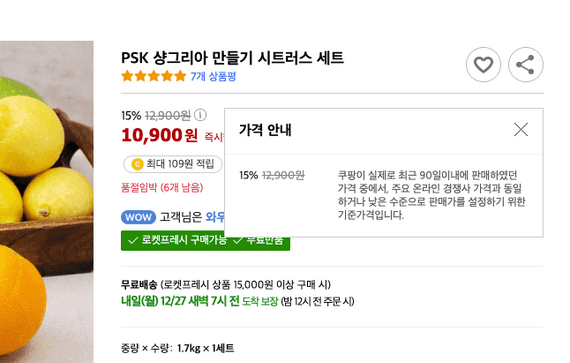 PSK 샹그리아 만들기 시트러스 세트
7개 상품평
15% 12,900원
10,900원 즉시
가격 안내
15% 12,900원
쿠팡이 실제로 최근 90일이내에 판매하였던
가격 중에서, 주요 온라인 경쟁사 가격과 동일
하거나 낮은 수준으로 판매가를 설정하기 위한
기준가격입니다.
최대 109원 적립
품절임박 (6개 남음)
WOW 고객님은 와우
로켓프레시 구매가능 무료반품
무료배송 (로켓프레시 상품 15,000원 이상 구매 시)
내일(월) 12/27 새벽 7시 전 도착 보장 (밤 12시 전 주문 시)
중량 × 수량: 1.7kg × 1세트